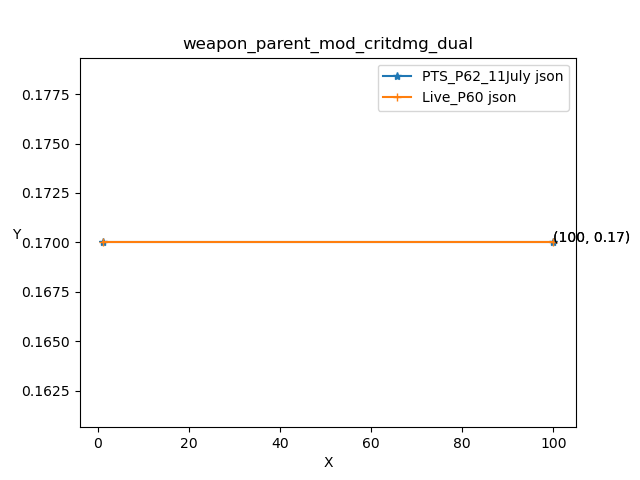 weapon_parent_mod_critdmg_dual
PTS_P62_11July json
Live_P60 json
0.1775
0.1750
0.1725
Y
0.1700
(100, 0.17)
0.1675
0.1650
0.1625
0
20
40
60
80
100
X